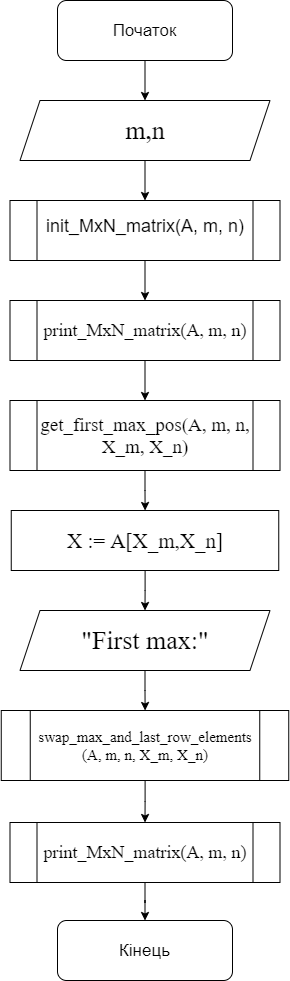 Початок
m,n
init_MxN_matrix(A, m, n)
print_MxN_matrix(A, m, n)
get_first_max_pos(A, m, n,
X_m, X_n)
X := A[X_m,X_n]
"First max:"
swap_max_and_last_row_elements
(A, m, n, X_m, X_n)
print_MxN_matrix(A, m, n)
Кінець